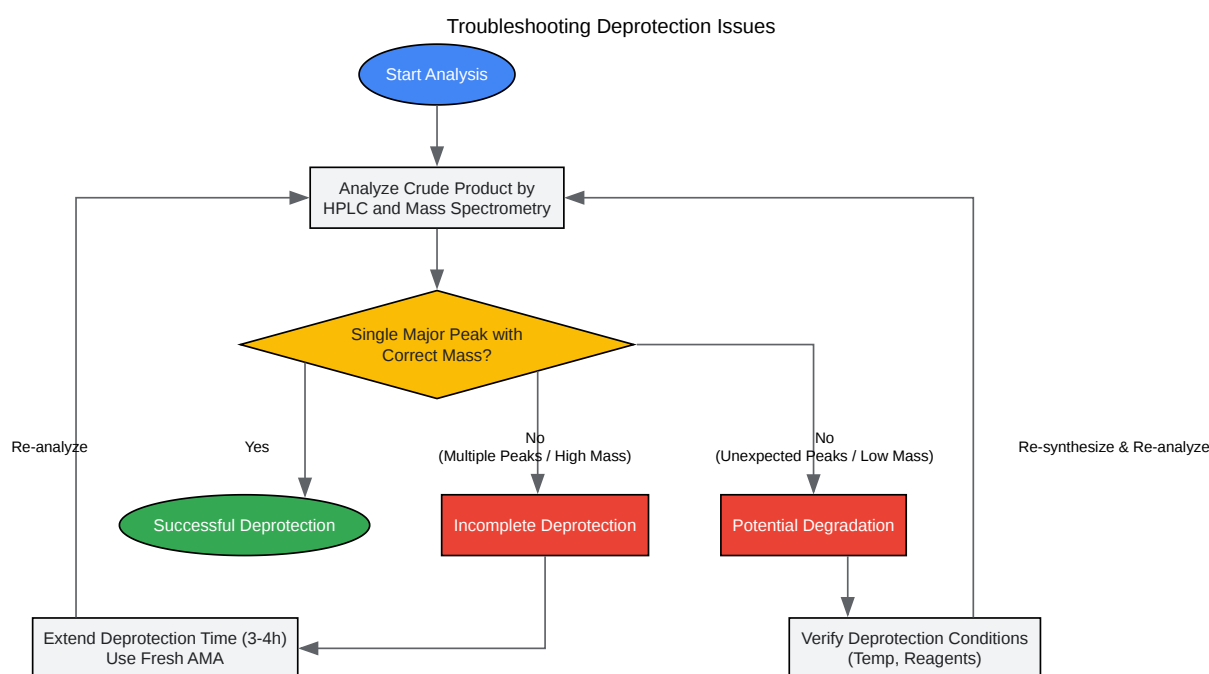 Troubleshooting Deprotection Issues
Start Analysis
Analyze Crude Product by
HPLC and Mass Spectrometry
Single Major Peak with
Correct Mass?
Re-analyze
Yes
No
(Multiple Peaks / High Mass)
No
(Unexpected Peaks / Low Mass)
Re-synthesize & Re-analyze
Successful Deprotection
Incomplete Deprotection
Potential Degradation
Extend Deprotection Time (3-4h)
Use Fresh AMA
Verify Deprotection Conditions
(Temp, Reagents)